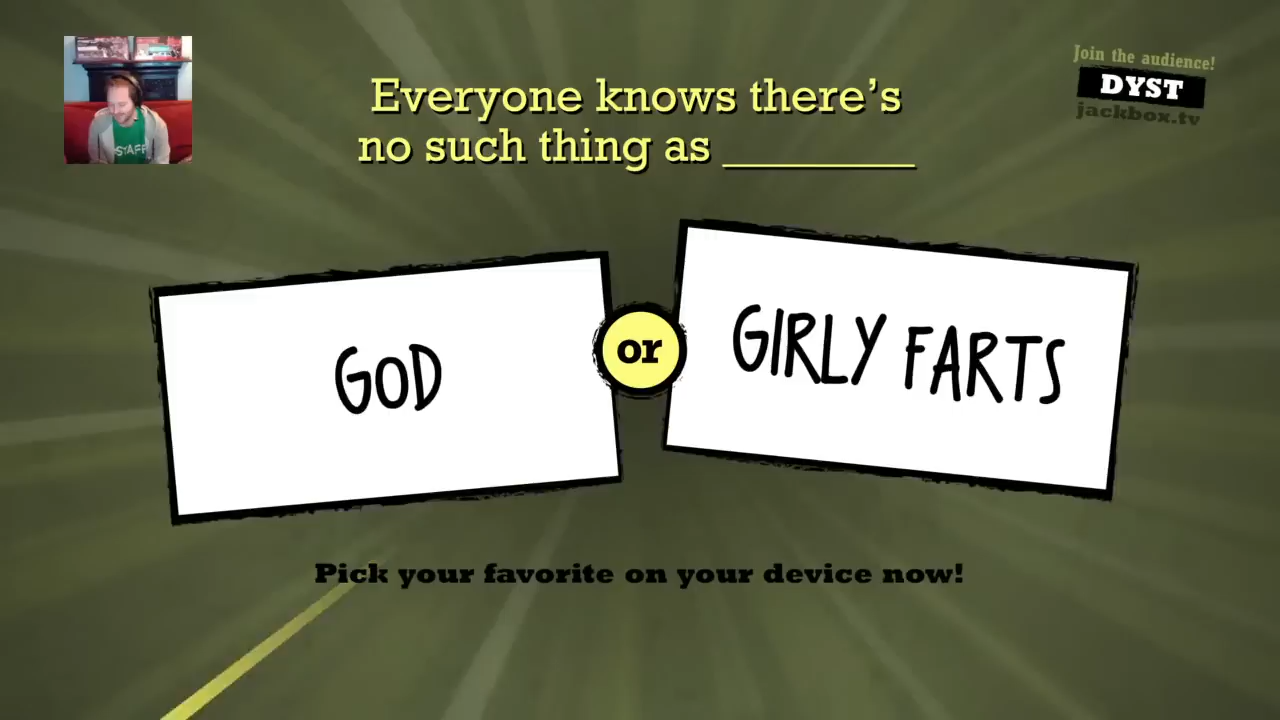 Everyone knows there's
no such thing as ________
Join the audience!
DYST
jackbox.tv
GOD
or
GIRLY FARTS
Pick your favorite on your device now!
STAFF